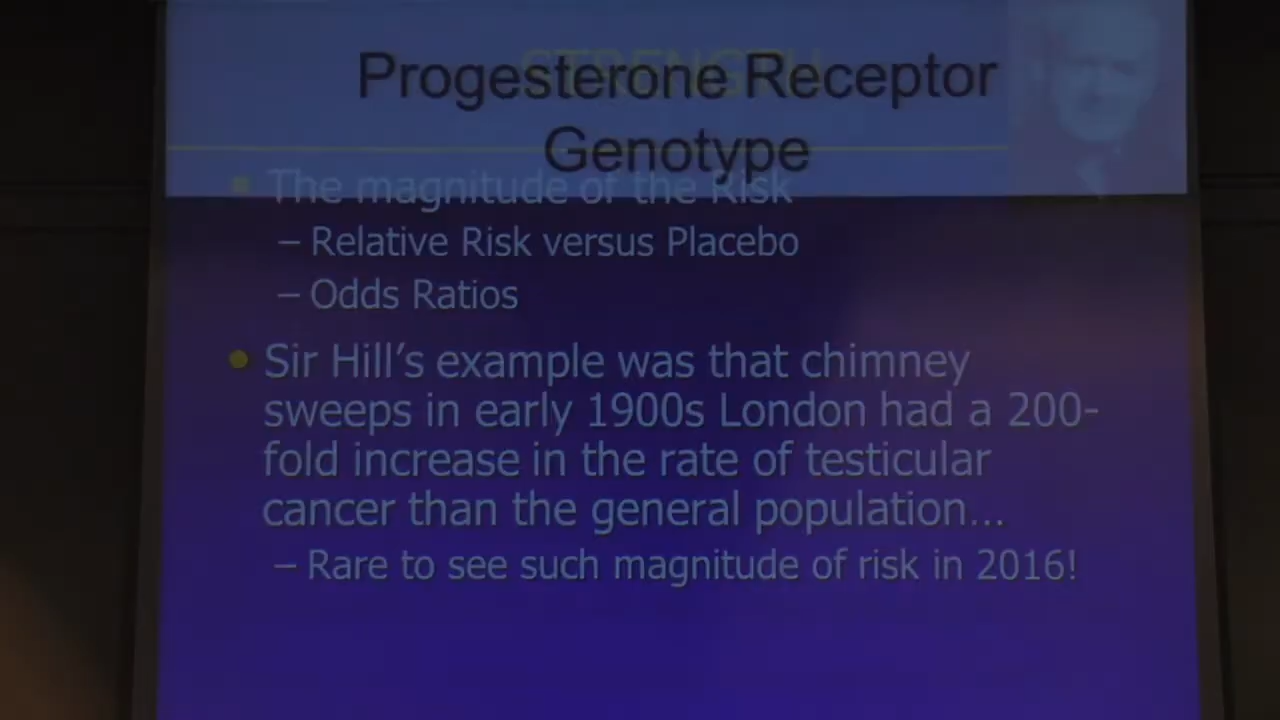 STRENGTH
Progesterone Receptor
Genotype
The magnitude of the Risk
– Relative Risk versus Placebo
– Odds Ratios
• Sir Hill’s example was that chimney
sweeps in early 1900s London had a 200-
fold increase in the rate of testicular
cancer than the general population...
– Rare to see such magnitude of risk in 2016!